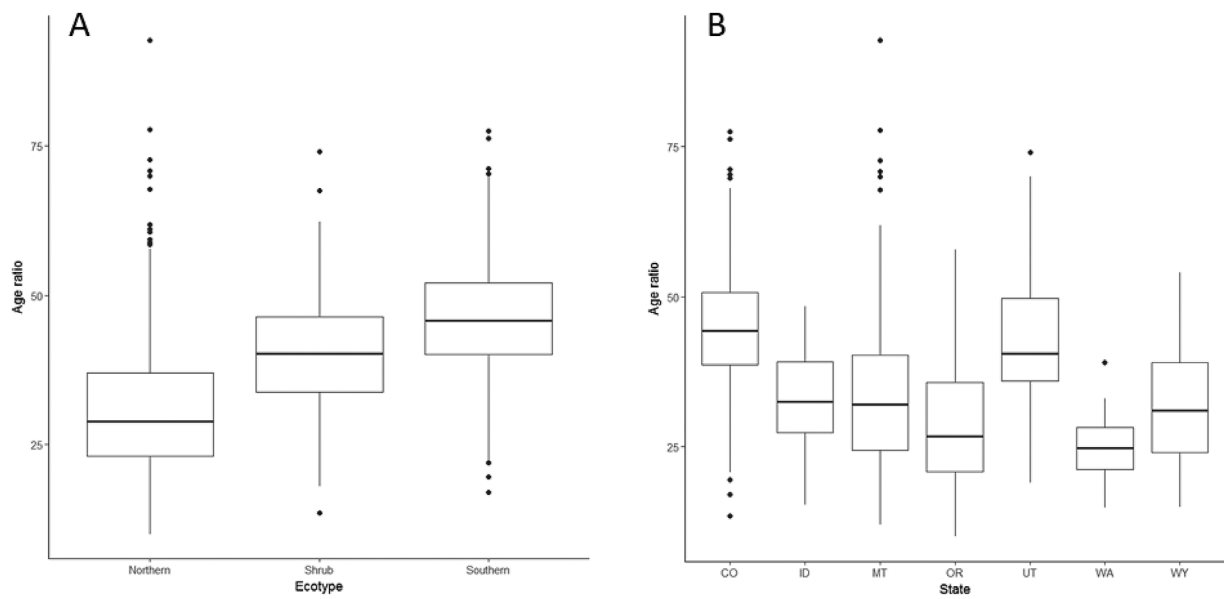 A
75
50
25
Age ratio
Northern Shrub Southern
Ecotype
B
75
50
25
Age ratio
CO ID MT OR UT WA WY
State